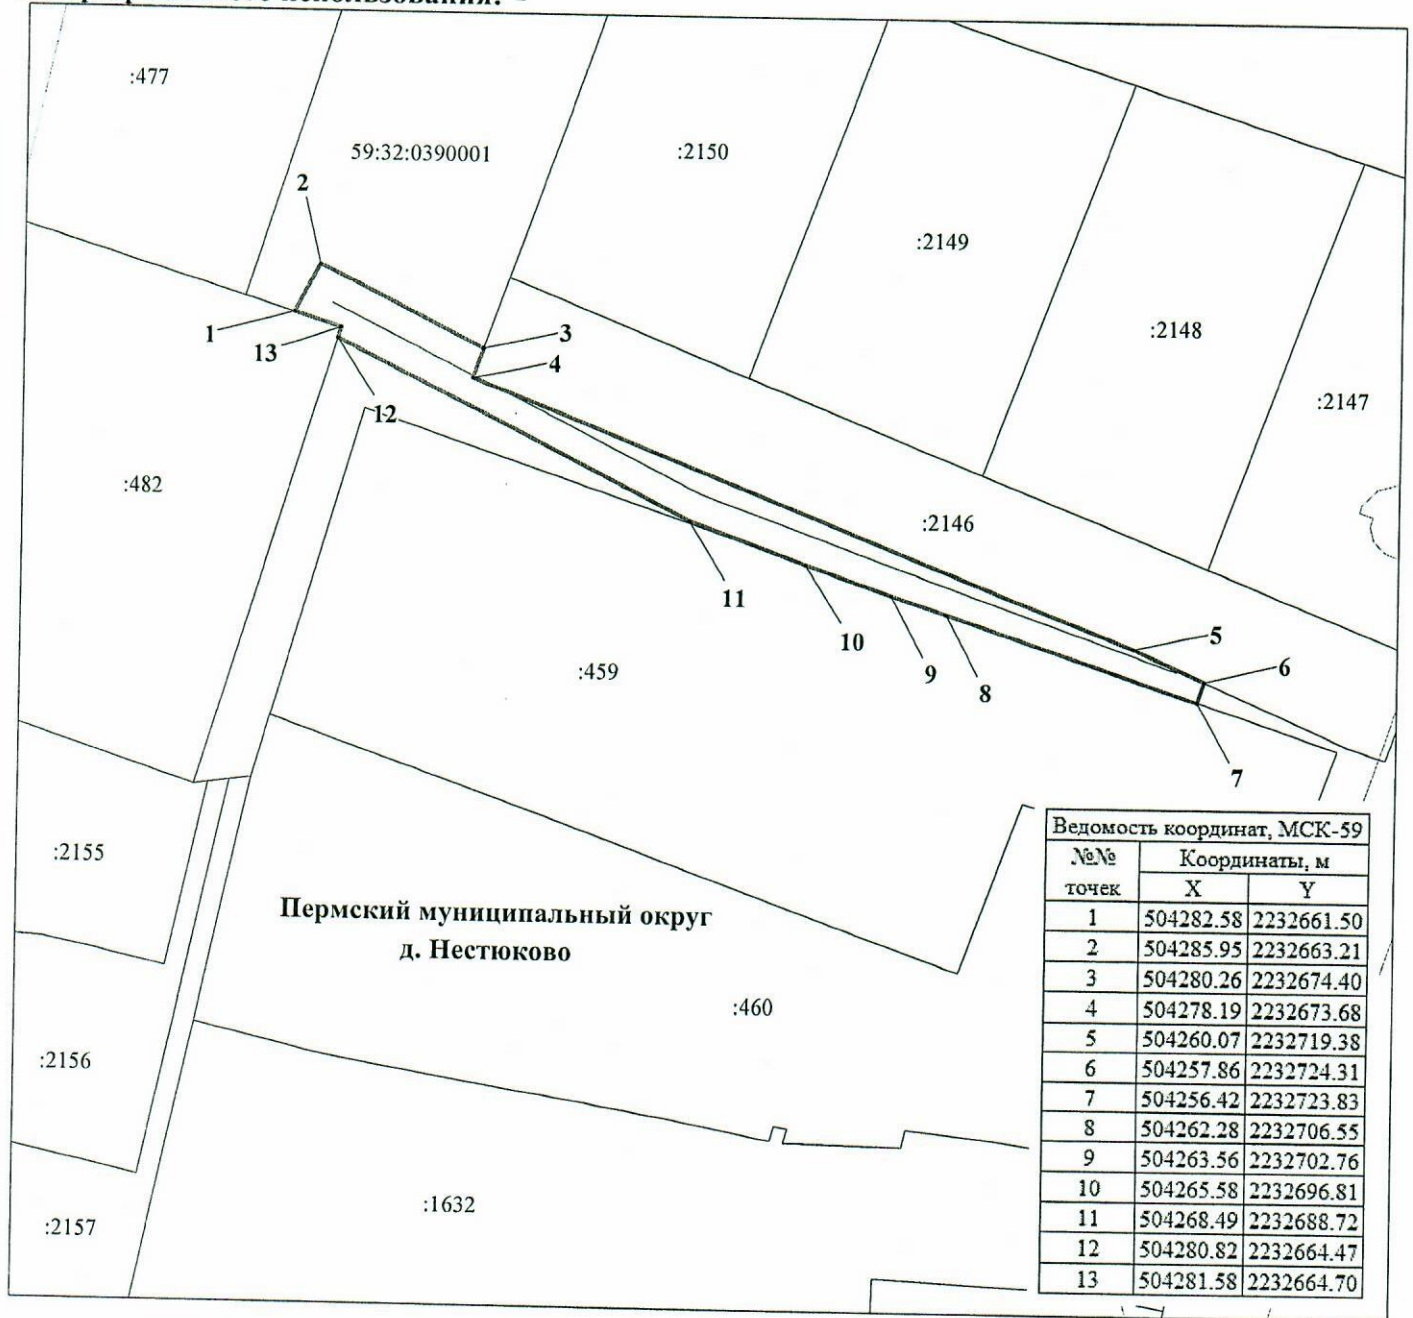 использования: –
:477
59:32:0390001
:2150
2
:2149
:2148
1
13
3
4
:2147
12
:482
:2146
11
10
5
6
:459
9
8
7
:2155
Пермский муниципальный округ
д. Нестюково
:460
:2156
:1632
:2157
Ведомость координат, МСК-59
№№ точек Координаты, м
X Y
1 504282.58 2232661.50
2 504285.95 2232663.21
3 504280.26 2232674.40
4 504278.19 2232673.68
5 504260.07 2232719.38
6 504257.86 2232724.31
7 504256.42 2232723.83
8 504262.28 2232706.55
9 504263.56 2232702.76
10 504265.58 2232696.81
11 504268.49 2232688.72
12 504280.82 2232664.47
13 504281.58 2232664.70